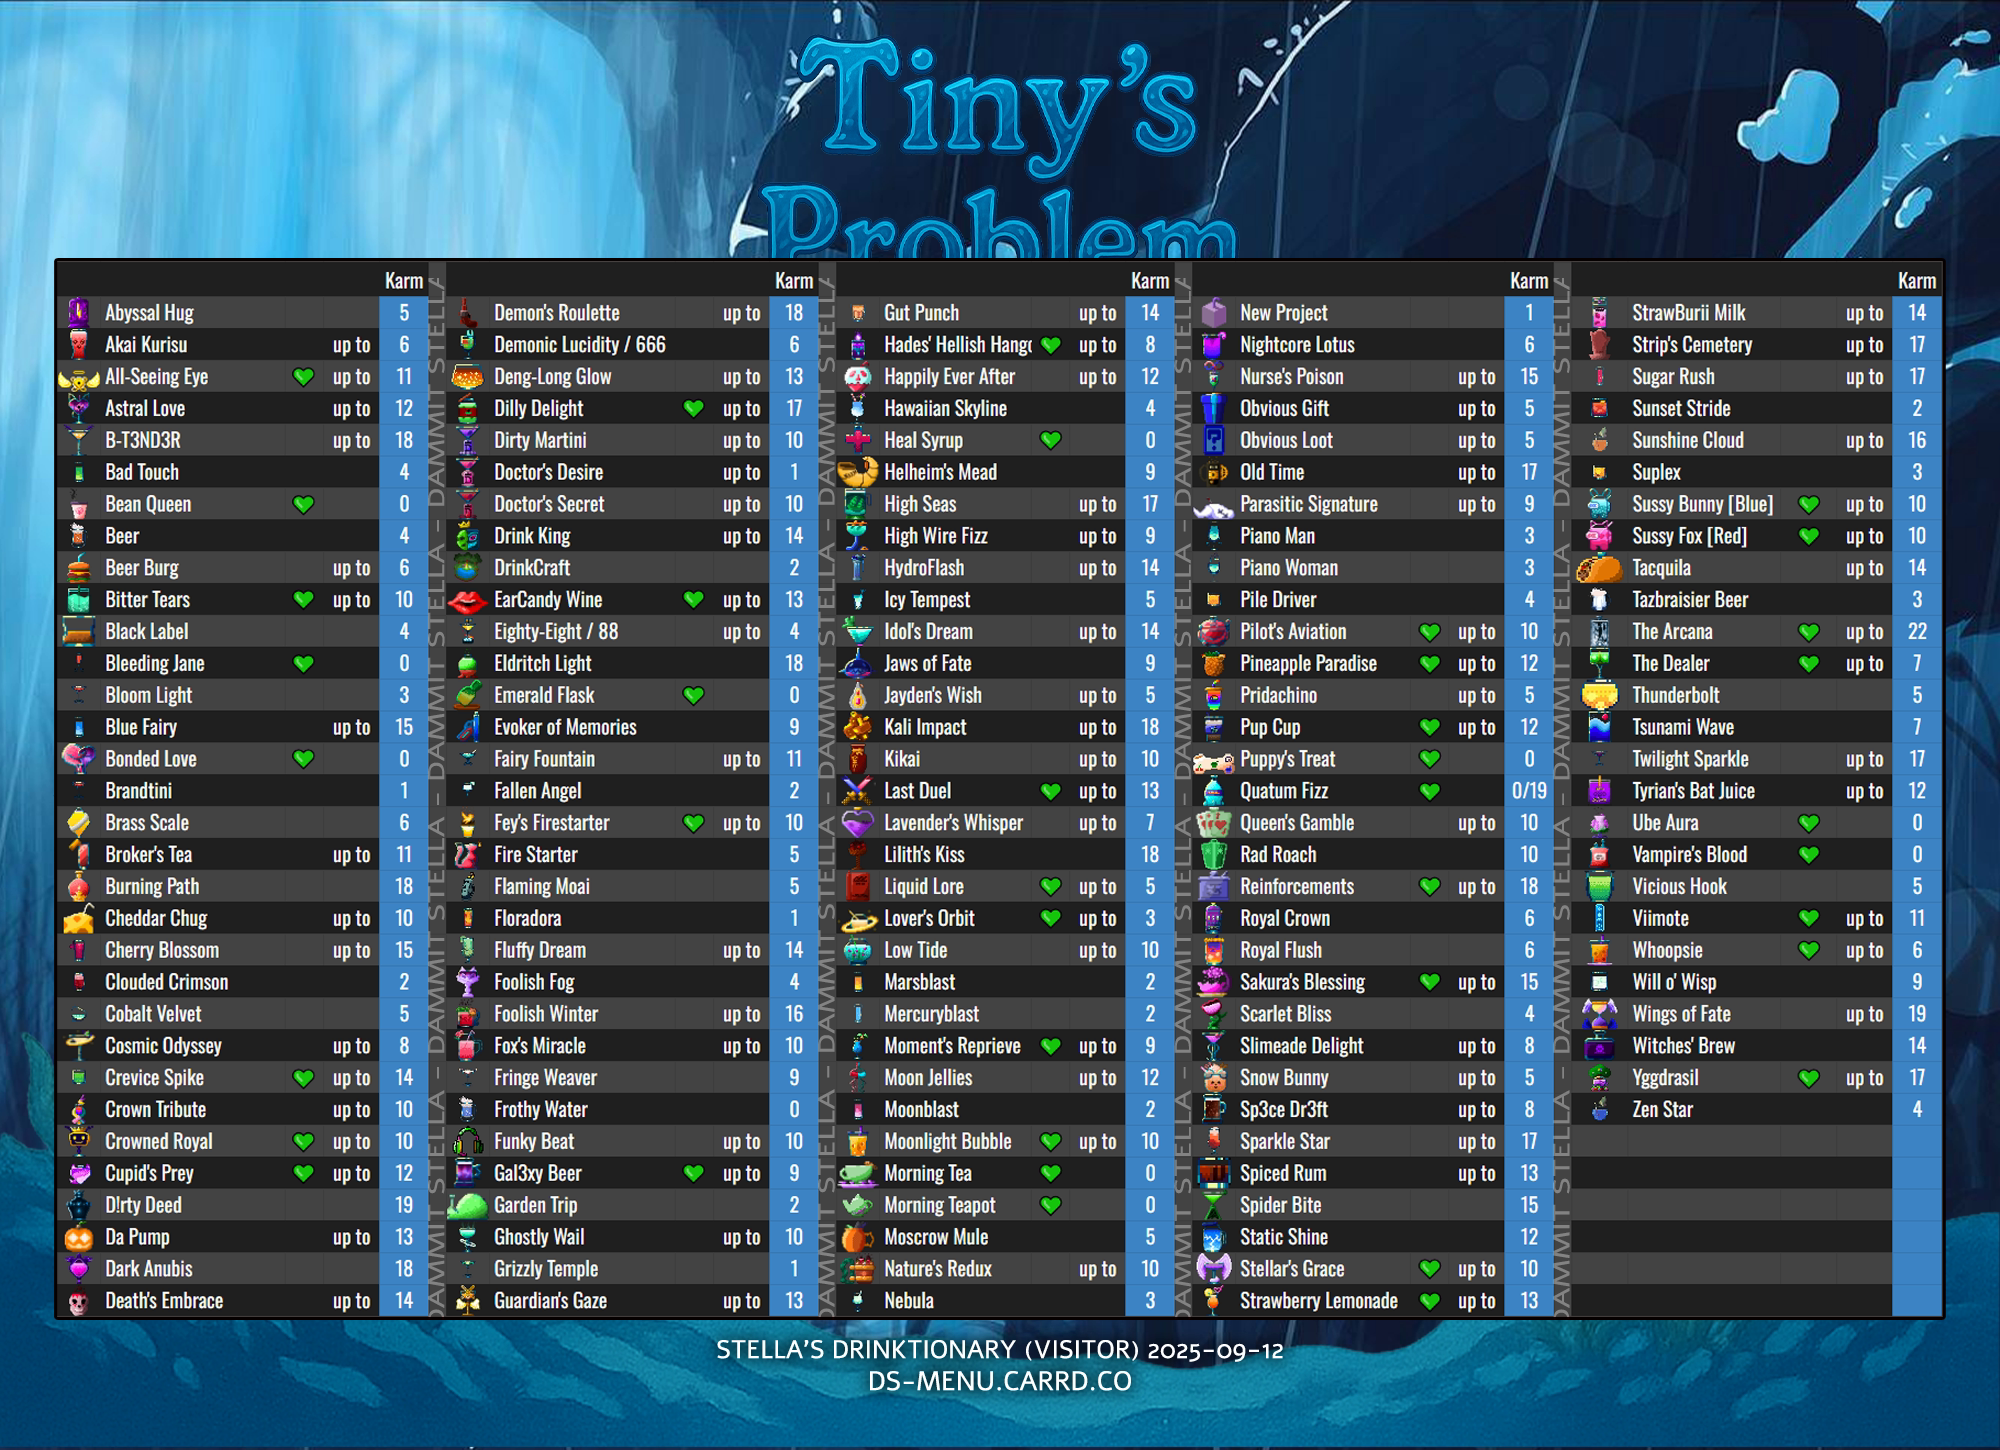 Tiny's
Problem
Karm
Abyssal Hug 5
Akai Kurisu up to 6
All-Seeing Eye up to 11
Astral Love up to 12
B-T3ND3R up to 18
Bad Touch 4
Bean Queen 0
Beer 4
Beer Burg up to 6
Bitter Tears up to 10
Black Label 4
Bleeding Jane 0
Bloom Light 3
Blue Fairy up to 15
Bonded Love 0
Brandtini 1
Brass Scale 6
Broker's Tea up to 11
Burning Path 18
Cheddar Chug up to 10
Cherry Blossom up to 15
Clouded Crimson 2
Cobalt Velvet 5
Cosmic Odyssey up to 8
Crevice Spike up to 14
Crown Tribute up to 10
Crowned Royal up to 10
Cupid's Prey up to 12
D!rty Deed 19
Da Pump up to 13
Dark Anubis 18
Death's Embrace up to 14
STELLA - DAMMIT STELLA - DAMMIT STELLA - DAMMIT STELLA
Karm
Demon's Roulette up to 18
Demonic Lucidity / 666 6
Deng-Long Glow up to 13
Dilly Delight up to 17
Dirty Martini up to 10
Doctor's Desire up to 1
Doctor's Secret up to 10
Drink King up to 14
DrinkCraft 2
EarCandy Wine up to 13
Eighty-Eight / 88 up to 4
Eldritch Light 18
Emerald Flask 0
Evoker of Memories 9
Fairy Fountain up to 11
Fallen Angel 2
Fey's Firestarter up to 10
Fire Starter 5
Flaming Moai 5
Floradora 1
Fluffy Dream up to 14
Foolish Fog 4
Foolish Winter up to 16
Fox's Miracle up to 10
Fringe Weaver 9
Frothy Water 0
Funky Beat up to 10
Gal3xy Beer up to 9
Garden Trip 2
Ghostly Wail up to 10
Grizzly Temple 1
Guardian's Gaze up to 13
STELLA - DAMMIT STELLA - DAMMIT STELLA - DAMMIT STELLA
Karm
Gut Punch up to 14
Hades' Hellish Hang up to 8
Happily Ever After up to 12
Hawaiian Skyline 4
Heal Syrup 0
Helheim's Mead 9
High Seas up to 17
High Wire Fizz up to 9
HydroFlash up to 14
Icy Tempest 5
Idol's Dream up to 14
Jaws of Fate 9
Jayden's Wish up to 5
Kali Impact up to 18
Kikai up to 10
Last Duel up to 13
Lavender's Whisper up to 7
Lilith's Kiss 18
Liquid Lore up to 5
Lover's Orbit up to 3
Low Tide up to 10
Marsblast 2
Mercuryblast 2
Moment's Reprieve up to 9
Moon Jellies up to 12
Moonblast 2
Moonlight Bubble up to 10
Morning Tea 0
Morning Teapot 0
Moscrow Mule 5
Nature's Redux up to 10
Nebula 3
STELLA - DAMMIT STELLA - DAMMIT STELLA - DAMMIT STELLA
Karm
New Project 1
Nightcore Lotus 6
Nurse's Poison up to 15
Obvious Gift up to 5
Obvious Loot up to 5
Old Time up to 17
Parasitic Signature up to 9
Piano Man 3
Piano Woman 3
Pile Driver 4
Pilot's Aviation up to 10
Pineapple Paradise up to 12
Pridachino up to 5
Pup Cup up to 12
Puppy's Treat 0
Quatum Fizz 0/19
Queen's Gamble up to 10
Rad Roach 10
Reinforcements up to 18
Royal Crown 6
Royal Flush 6
Sakura's Blessing up to 15
Scarlet Bliss 4
Slimeade Delight up to 8
Snow Bunny up to 5
Sp3ce Dr3ft up to 8
Sparkle Star up to 17
Spiced Rum up to 13
Spider Bite 15
Static Shine 12
Stellar's Grace up to 10
Strawberry Lemonade up to 13
STELLA - DAMMIT STELLA - DAMMIT STELLA - DAMMIT STELLA
Karm
StrawBurii Milk up to 14
Strip's Cemetery up to 17
Sugar Rush up to 17
Sunset Stride 2
Sunshine Cloud up to 16
Suplex 3
Sussy Bunny [Blue] up to 10
Sussy Fox [Red] up to 10
Tacquila up to 14
Tazbraisier Beer 3
The Arcana up to 22
The Dealer up to 7
Thunderbolt 5
Tsunami Wave 7
Twilight Sparkle up to 17
Tyrian's Bat Juice up to 12
Ube Aura 0
Vampire's Blood 0
Vicious Hook 5
Viimote up to 11
Whoopsie up to 6
Will o' Wisp 9
Wings of Fate up to 19
Witches' Brew 14
Yggdrasil up to 17
Zen Star 4
STELLA'S DRINKTIONARY (VISITOR) 2025-09-12
DS-MENU.CARRD.CO